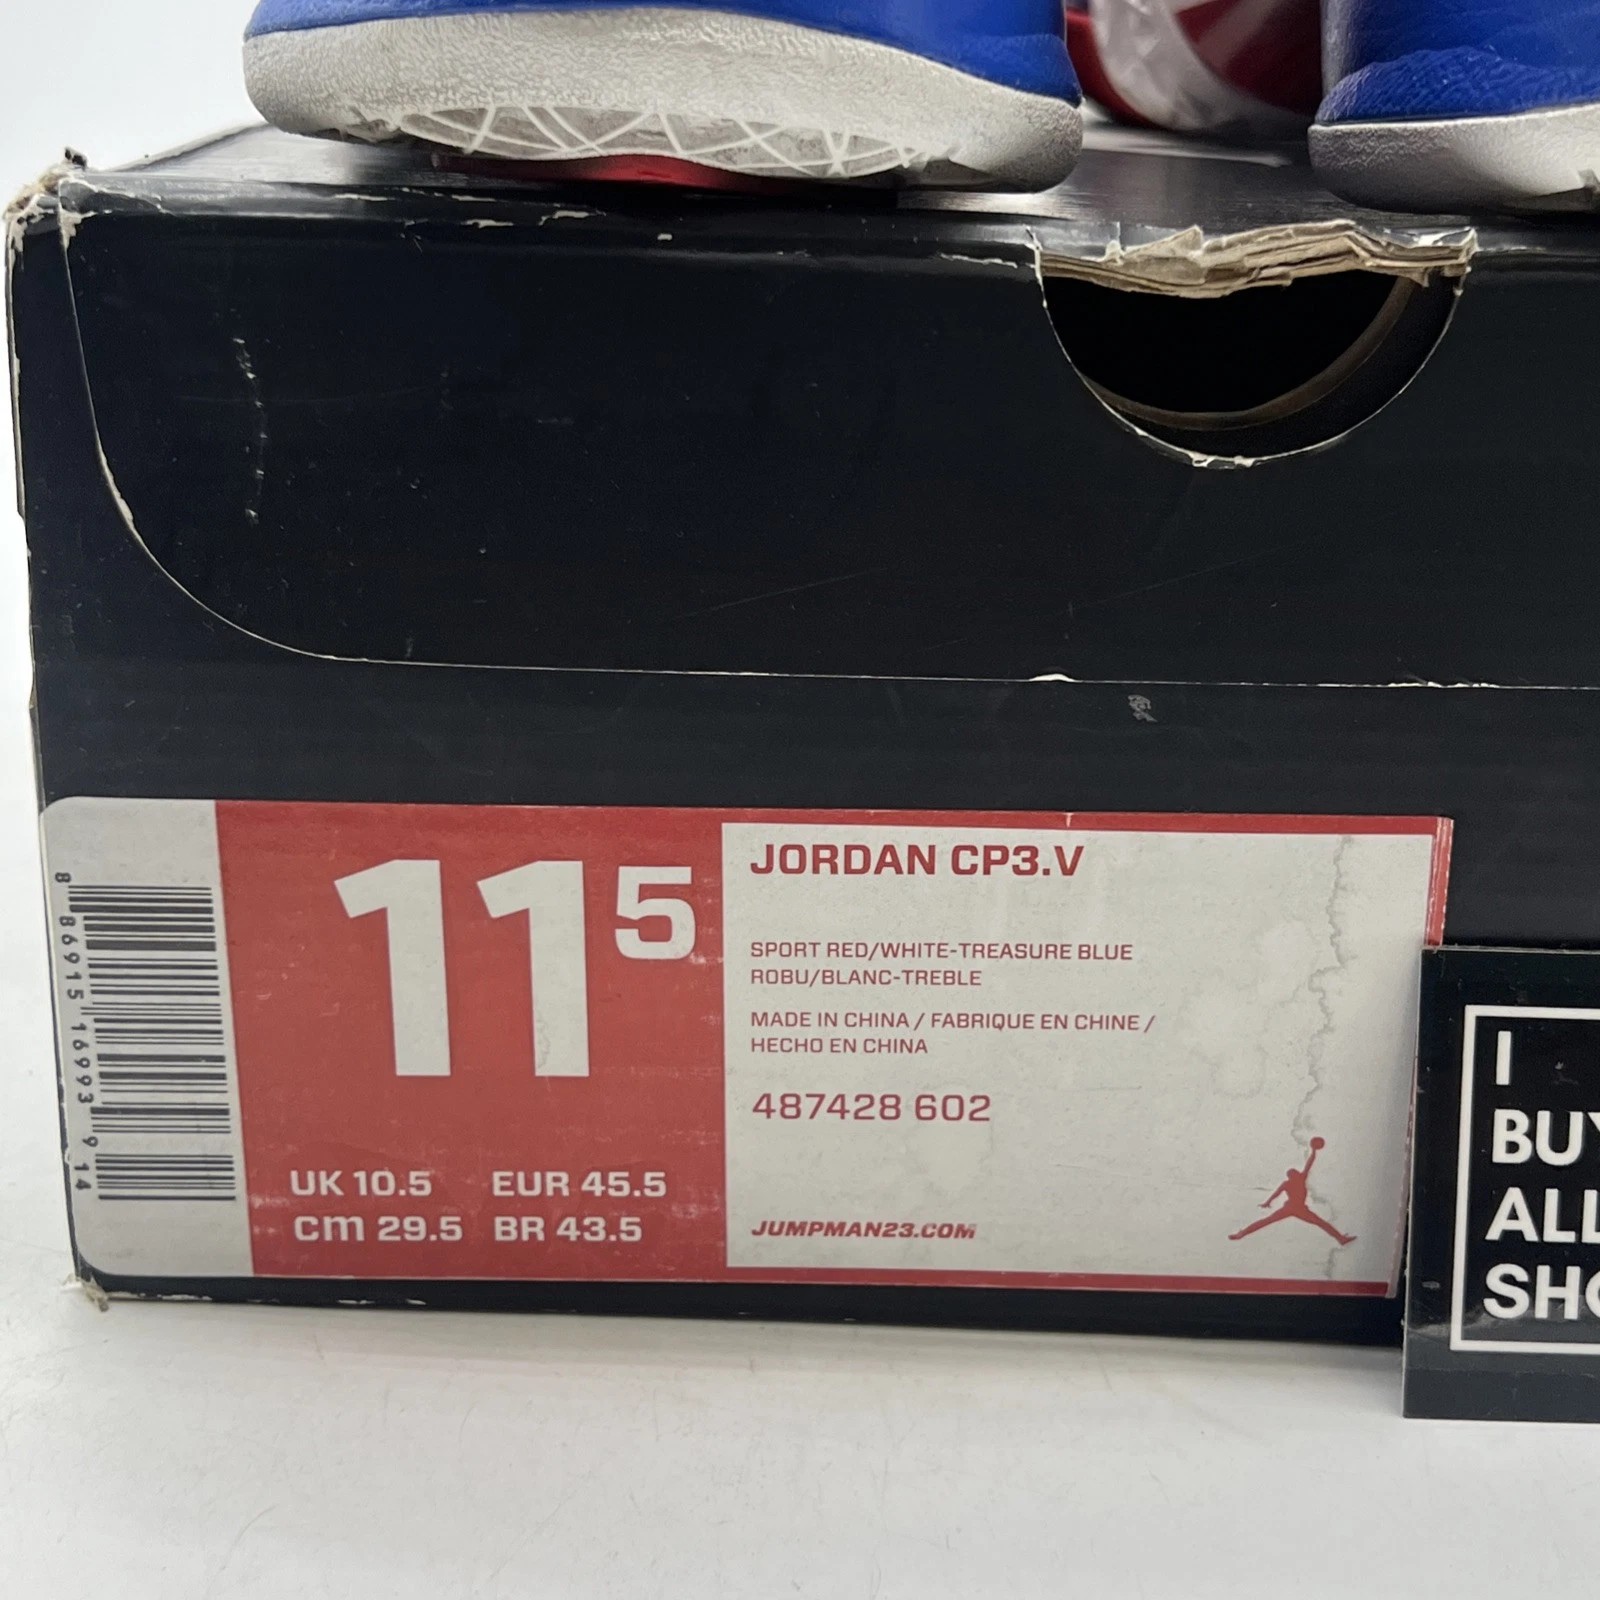 8 86915 16993 9 14
11 5
UK 10.5 EUR 45.5
cm 29.5 BR 43.5
JORDAN CP3.V
SPORT RED/WHITE-TREASURE BLUE
ROBU/BLANC-TREBLE
MADE IN CHINA / FABRIQUE EN CHINE /
HECHO EN CHINA
487428 602
JUMPMAN23.COM
I
BUY
ALL
SHO